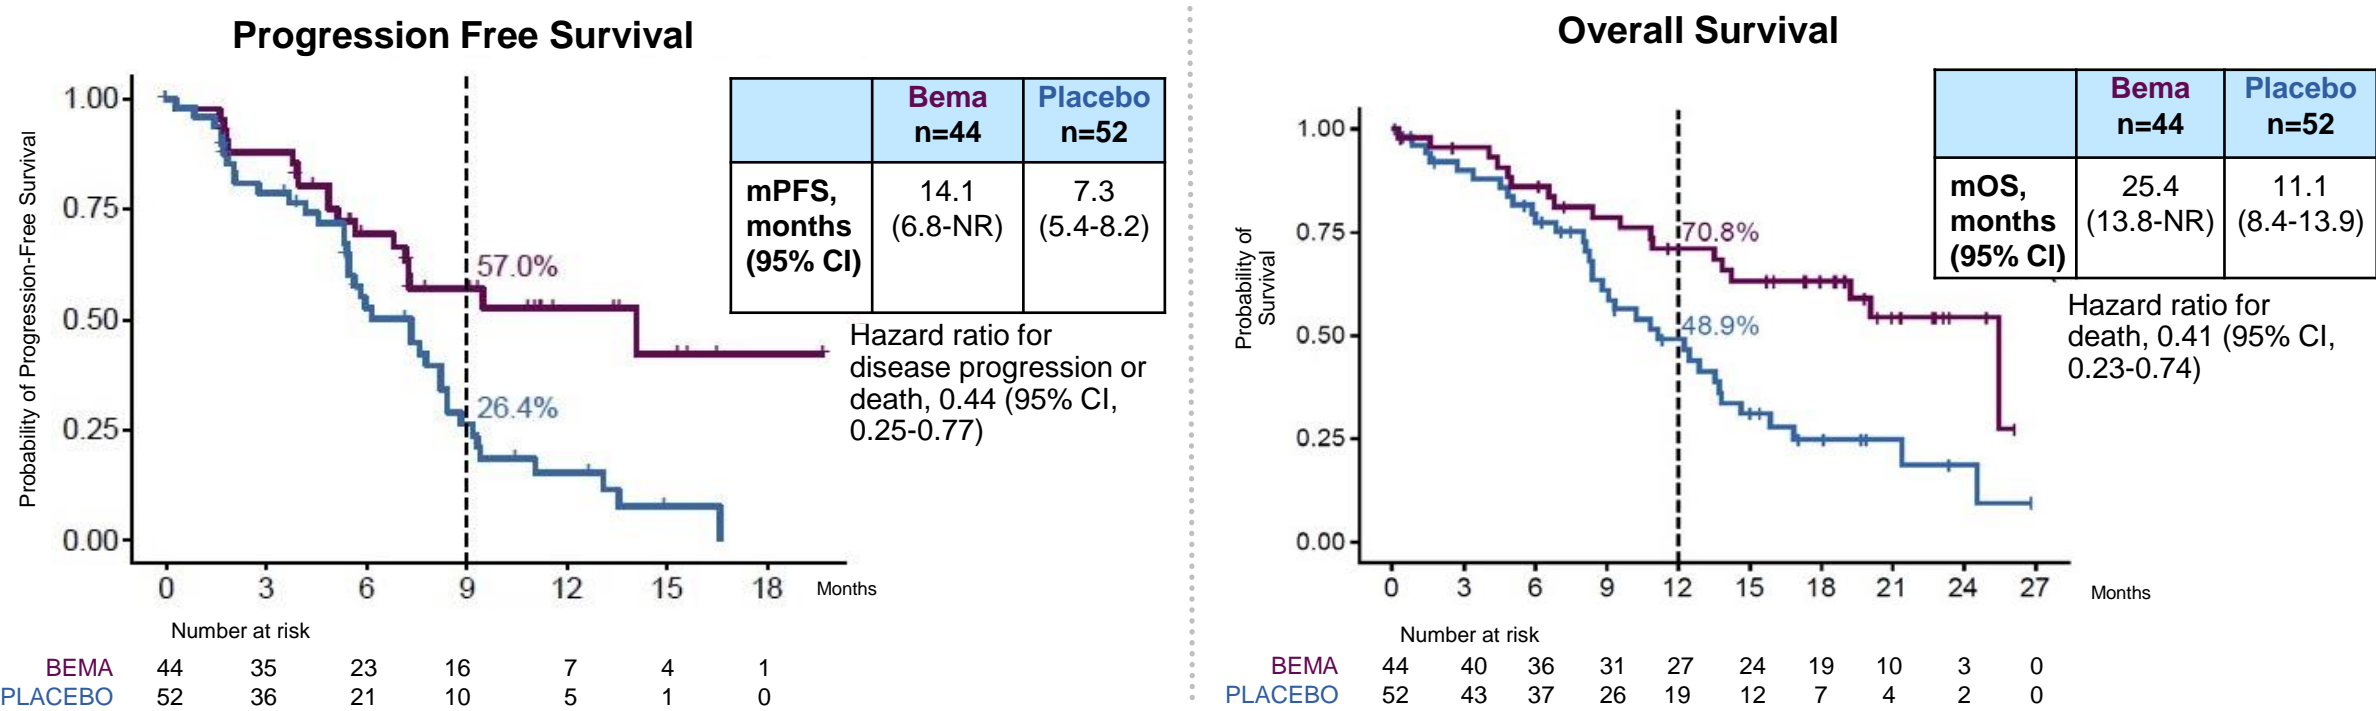 Progression Free Survival
Probability of Progression-Free Survival
1.00
0.75
0.50
0.25
0.00
57.0%
26.4%
0 3 6 9 12 15 18 Months
Bema Placebo
n=44 n=52
mPFS, 14.1 7.3
months (6.8-NR) (5.4-8.2)
(95% CI)
Hazard ratio for
disease progression or
death, 0.44 (95% CI,
0.25-0.77)
Number at risk
BEMA 44 35 23 16 7 4 1
PLACEBO 52 36 21 10 5 1 0
Overall Survival
Probability of
Survival
1.00
0.75
0.50
0.25
0.00
70.8%
48.9%
0 3 6 9 12 15 18 21 24 27 Months
Bema Placebo
n=44 n=52
mOS, 25.4 11.1
months (13.8-NR) (8.4-13.9)
(95% CI)
Hazard ratio for
death, 0.41 (95% CI,
0.23-0.74)
Number at risk
BEMA 44 40 36 31 27 24 19 10 3 0
PLACEBO 52 43 37 26 19 12 7 4 2 0